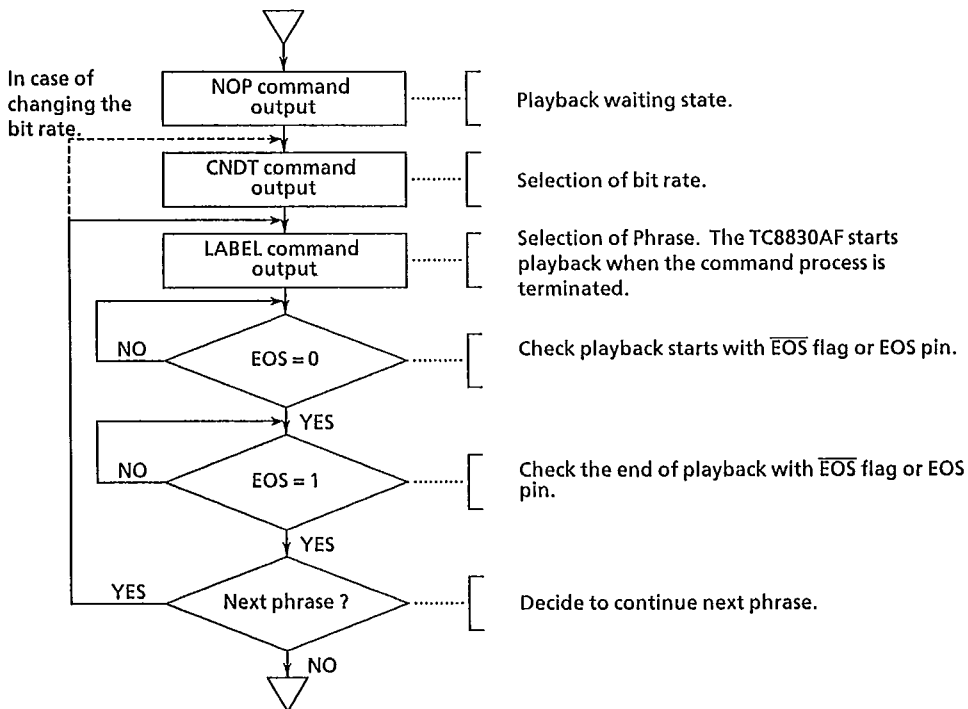 In case of
changing the
bit rate.
NOP command
output
Playback waiting state.
CNDT command
output
Selection of bit rate.
LABEL command
output
Selection of Phrase. The TC8830AF starts
playback when the command process is
terminated.
NO
EOS = 0
Check playback starts with E̅O̅S̅ flag or EOS pin.
YES
NO
EOS = 1
Check the end of playback with E̅O̅S̅ flag or EOS
pin.
YES
YES
Next phrase ?
Decide to continue next phrase.
NO